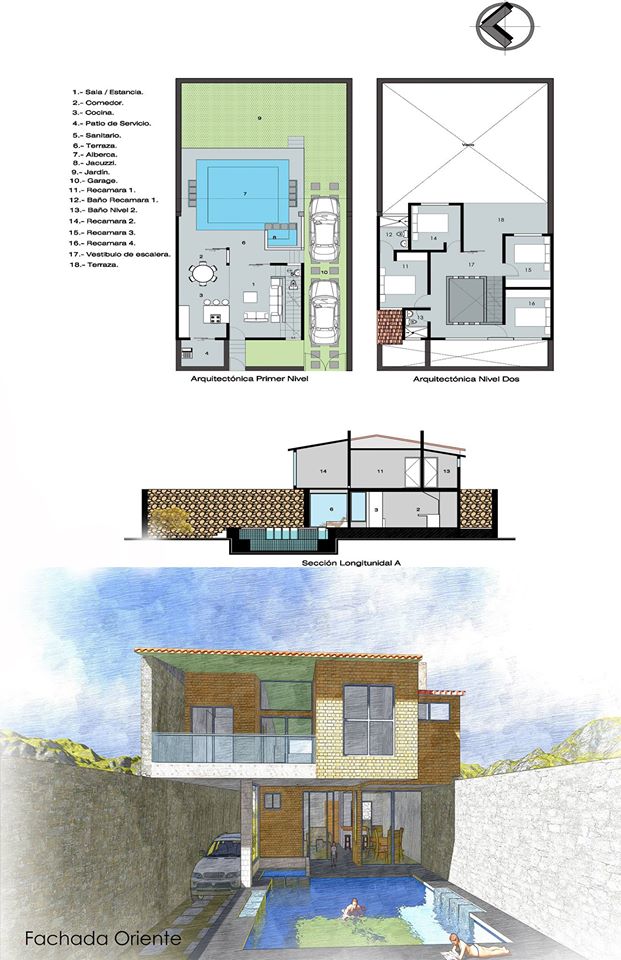 1.- Sala / Estancia.
2.- Comedor.
3.- Cocina.
4.- Patio de Servicio.
5.- Sanitario.
6.- Terraza.
7.- Alberca.
8.- Jacuzzi.
9.- Jardín.
10.- Garage.
11.- Recamara 1.
12.- Baño Recamara 1.
13.- Baño Nivel 2.
14.- Recamara 2.
15.- Recamara 3.
16.- Recamara 4.
17.- Vestíbulo de escalera.
18.- Terraza.
9
7
8
6
2
10
1
3
4
Arquitectónica Primer Nivel
Vacio
18
12
14
17
11
15
16
13
Arquitectónica Nivel Dos
14
11
13
6
3
2
Sección Longitunidal A
Fachada Oriente